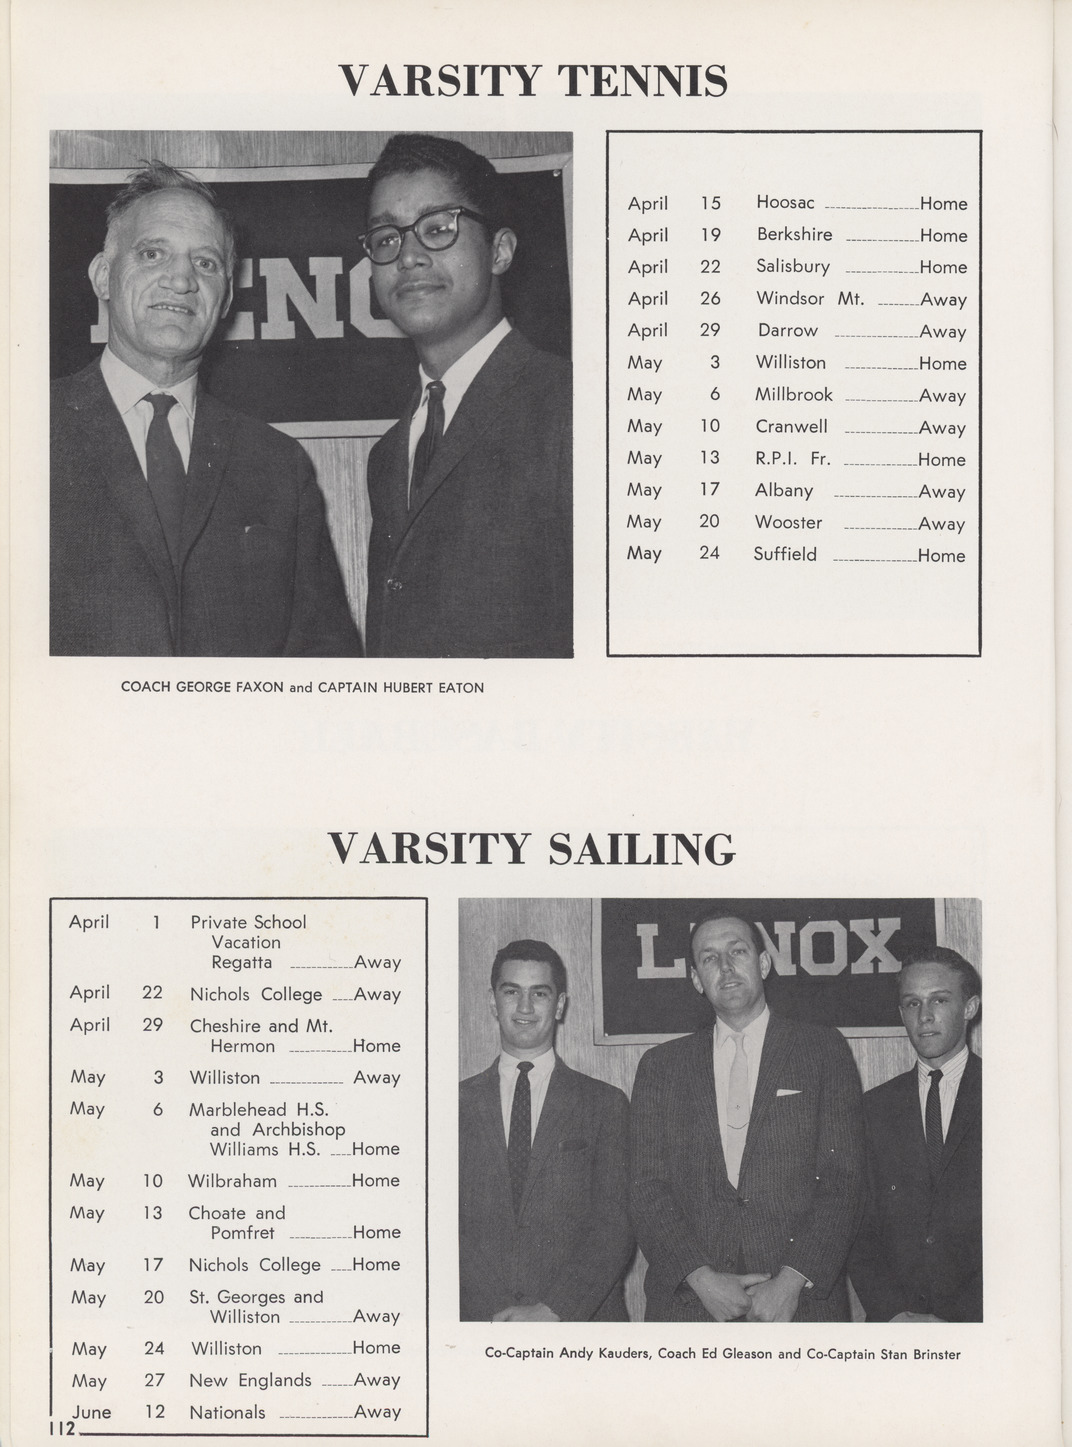 VARSITY TENNIS
LENOX
April 15 Hoosac Home
April 19 Berkshire Home
April 22 Salisbury Home
April 26 Windsor Mt. Away
April 29 Darrow Away
May 3 Williston Home
May 6 Millbrook Away
May 10 Cranwell Away
May 13 R.P.I. Fr. Home
May 17 Albany Away
May 20 Wooster Away
May 24 Suffield Home
COACH GEORGE FAXON and CAPTAIN HUBERT EATON
VARSITY SAILING
April 1 Private School
Vacation
Regatta Away
April 22 Nichols College Away
April 29 Cheshire and Mt.
Hermon Home
May 3 Williston Away
May 6 Marblehead H.S.
and Archbishop
Williams H.S. Home
May 10 Wilbraham Home
May 13 Choate and
Pomfret Home
May 17 Nichols College Home
May 20 St. Georges and
Williston Away
May 24 Williston Home
May 27 New Englands Away
June 12 Nationals Away
LENOX
Co-Captain Andy Kauders, Coach Ed Gleason and Co-Captain Stan Brinster
112